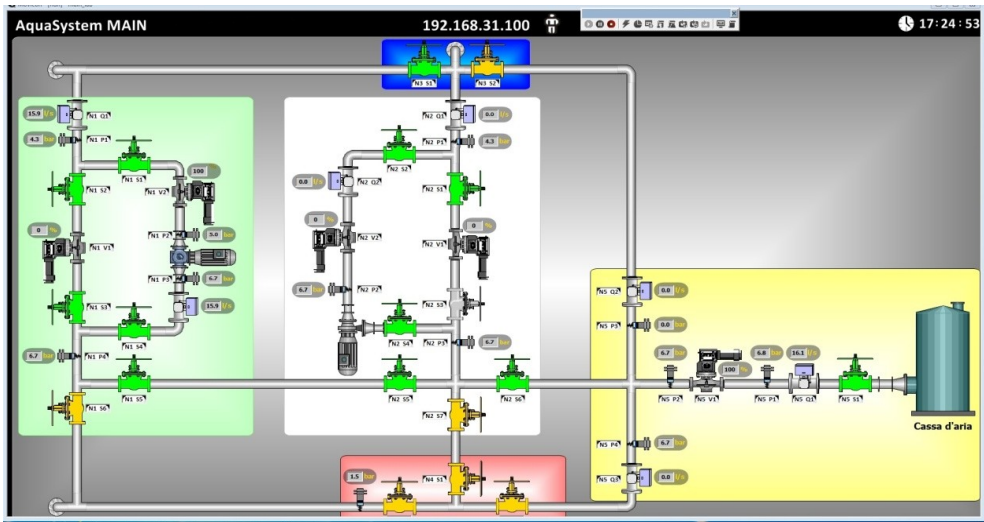 AquaSystem MAIN
192.168.31.100
17:24:53
N3 S1
N3 S2
15.9 l/s
N1 Q1
4.3 bar
N1 P1
N1 S1
100
N1 S2
N1 V2
0 %
N1 V1
N1 P2
5.0 bar
N1 P3
6.7 bar
N1 S3
15.9 l/s
N1 S4
6.7 bar
N1 P4
N1 S5
N1 S6
N2 Q1
0.0 l/s
N2 P1
4.3 bar
N2 S2
0.0 l/s
N2 Q2
N2 S1
0 %
N2 V2
0 %
N2 V1
6.7 bar
N2 P2
N2 S3
N2 S4
N2 P3
6.7 bar
N2 S5
N2 S6
N2 S7
1.5 bar
N4 S1
N5 Q2
0.0 l/s
N5 P3
0.0 bar
6.7 bar
6.8 bar
16.1 l/s
100 %
N5 P2
N5 V1
N5 P1
N5 Q1
N5 S1
Cassa d'aria
N5 P4
6.7 bar
N5 Q3
0.0 l/s